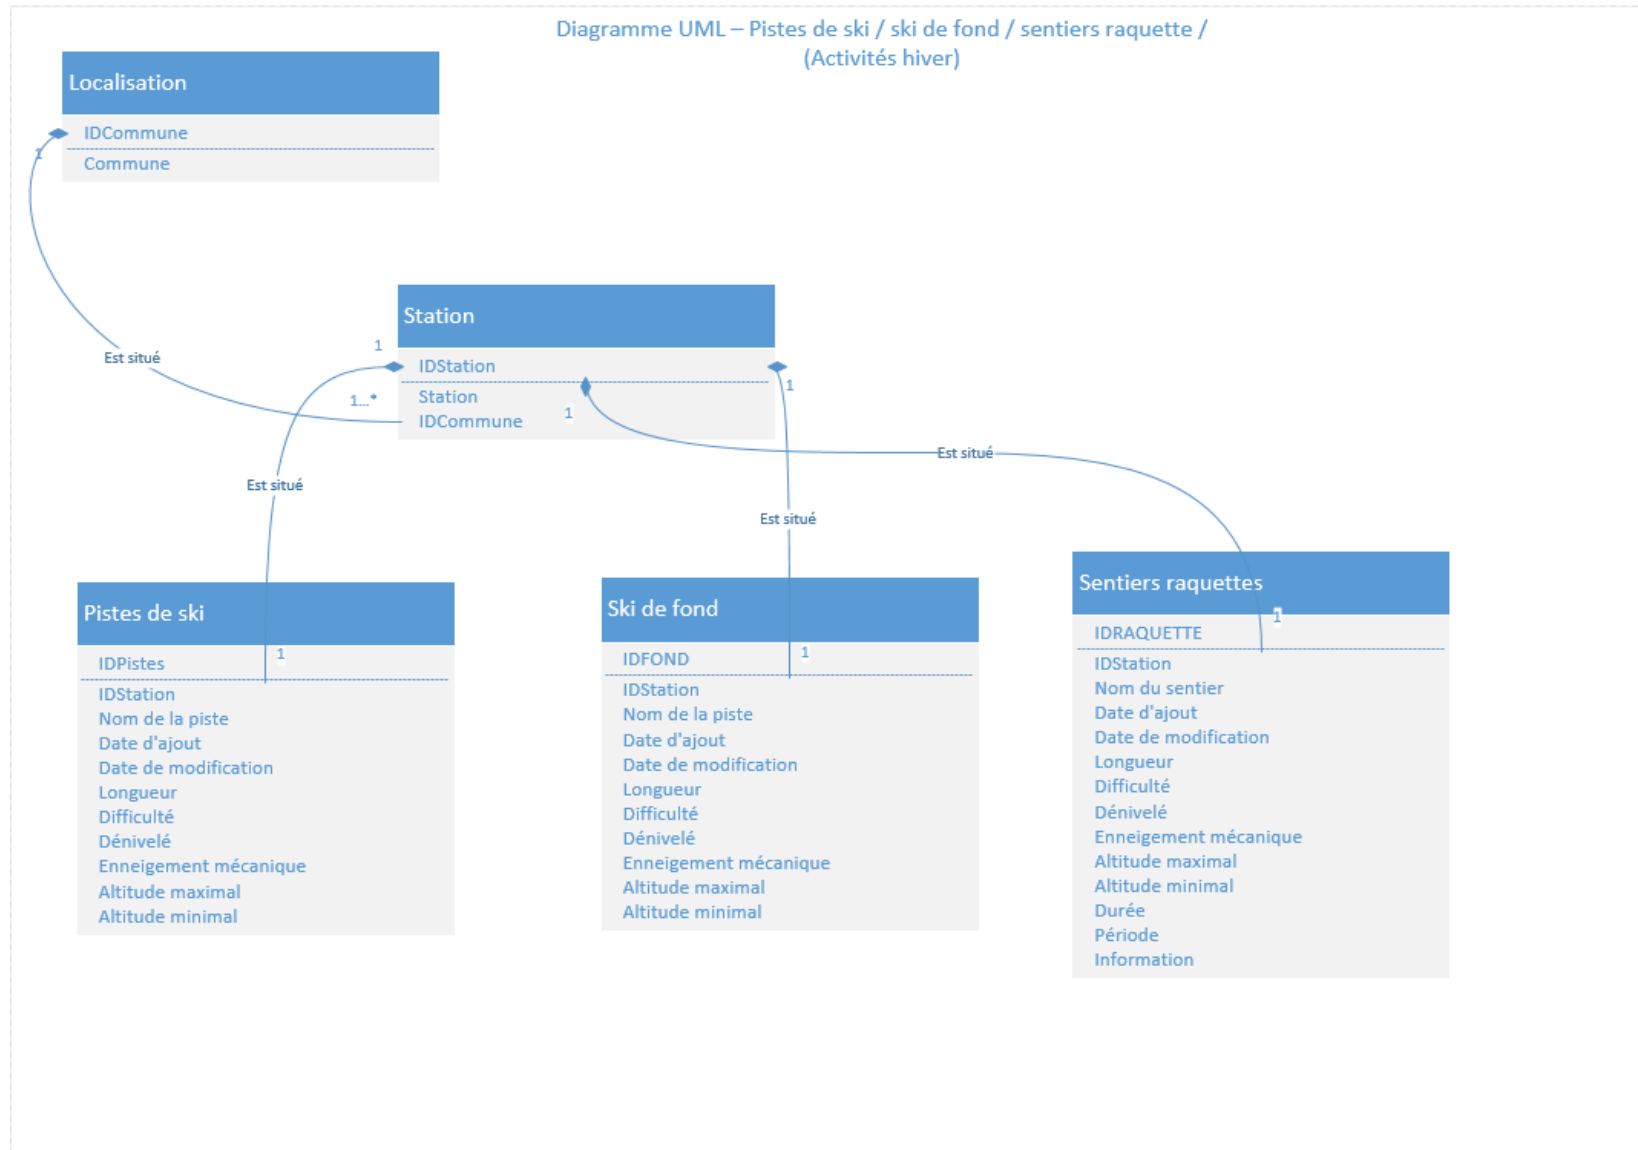 Diagramme UML – Pistes de ski / ski de fond / sentiers raquette /
(Activités hiver)
Localisation
IDCommune
1
Commune
Station
Est situé
1
IDStation
1
1...*
Station
IDCommune
1
Est situé
Est situé
Est situé
Pistes de ski
1
IDPistes
IDStation
Nom de la piste
Date d'ajout
Date de modification
Longueur
Difficulté
Dénivelé
Enneigement mécanique
Altitude maximal
Altitude minimal
Ski de fond
1
IDFOND
IDStation
Nom de la piste
Date d'ajout
Date de modification
Longueur
Difficulté
Dénivelé
Enneigement mécanique
Altitude maximal
Altitude minimal
Sentiers raquettes
1
IDRAQUETTE
IDStation
Nom du sentier
Date d'ajout
Date de modification
Longueur
Difficulté
Dénivelé
Enneigement mécanique
Altitude maximal
Altitude minimal
Durée
Période
Information